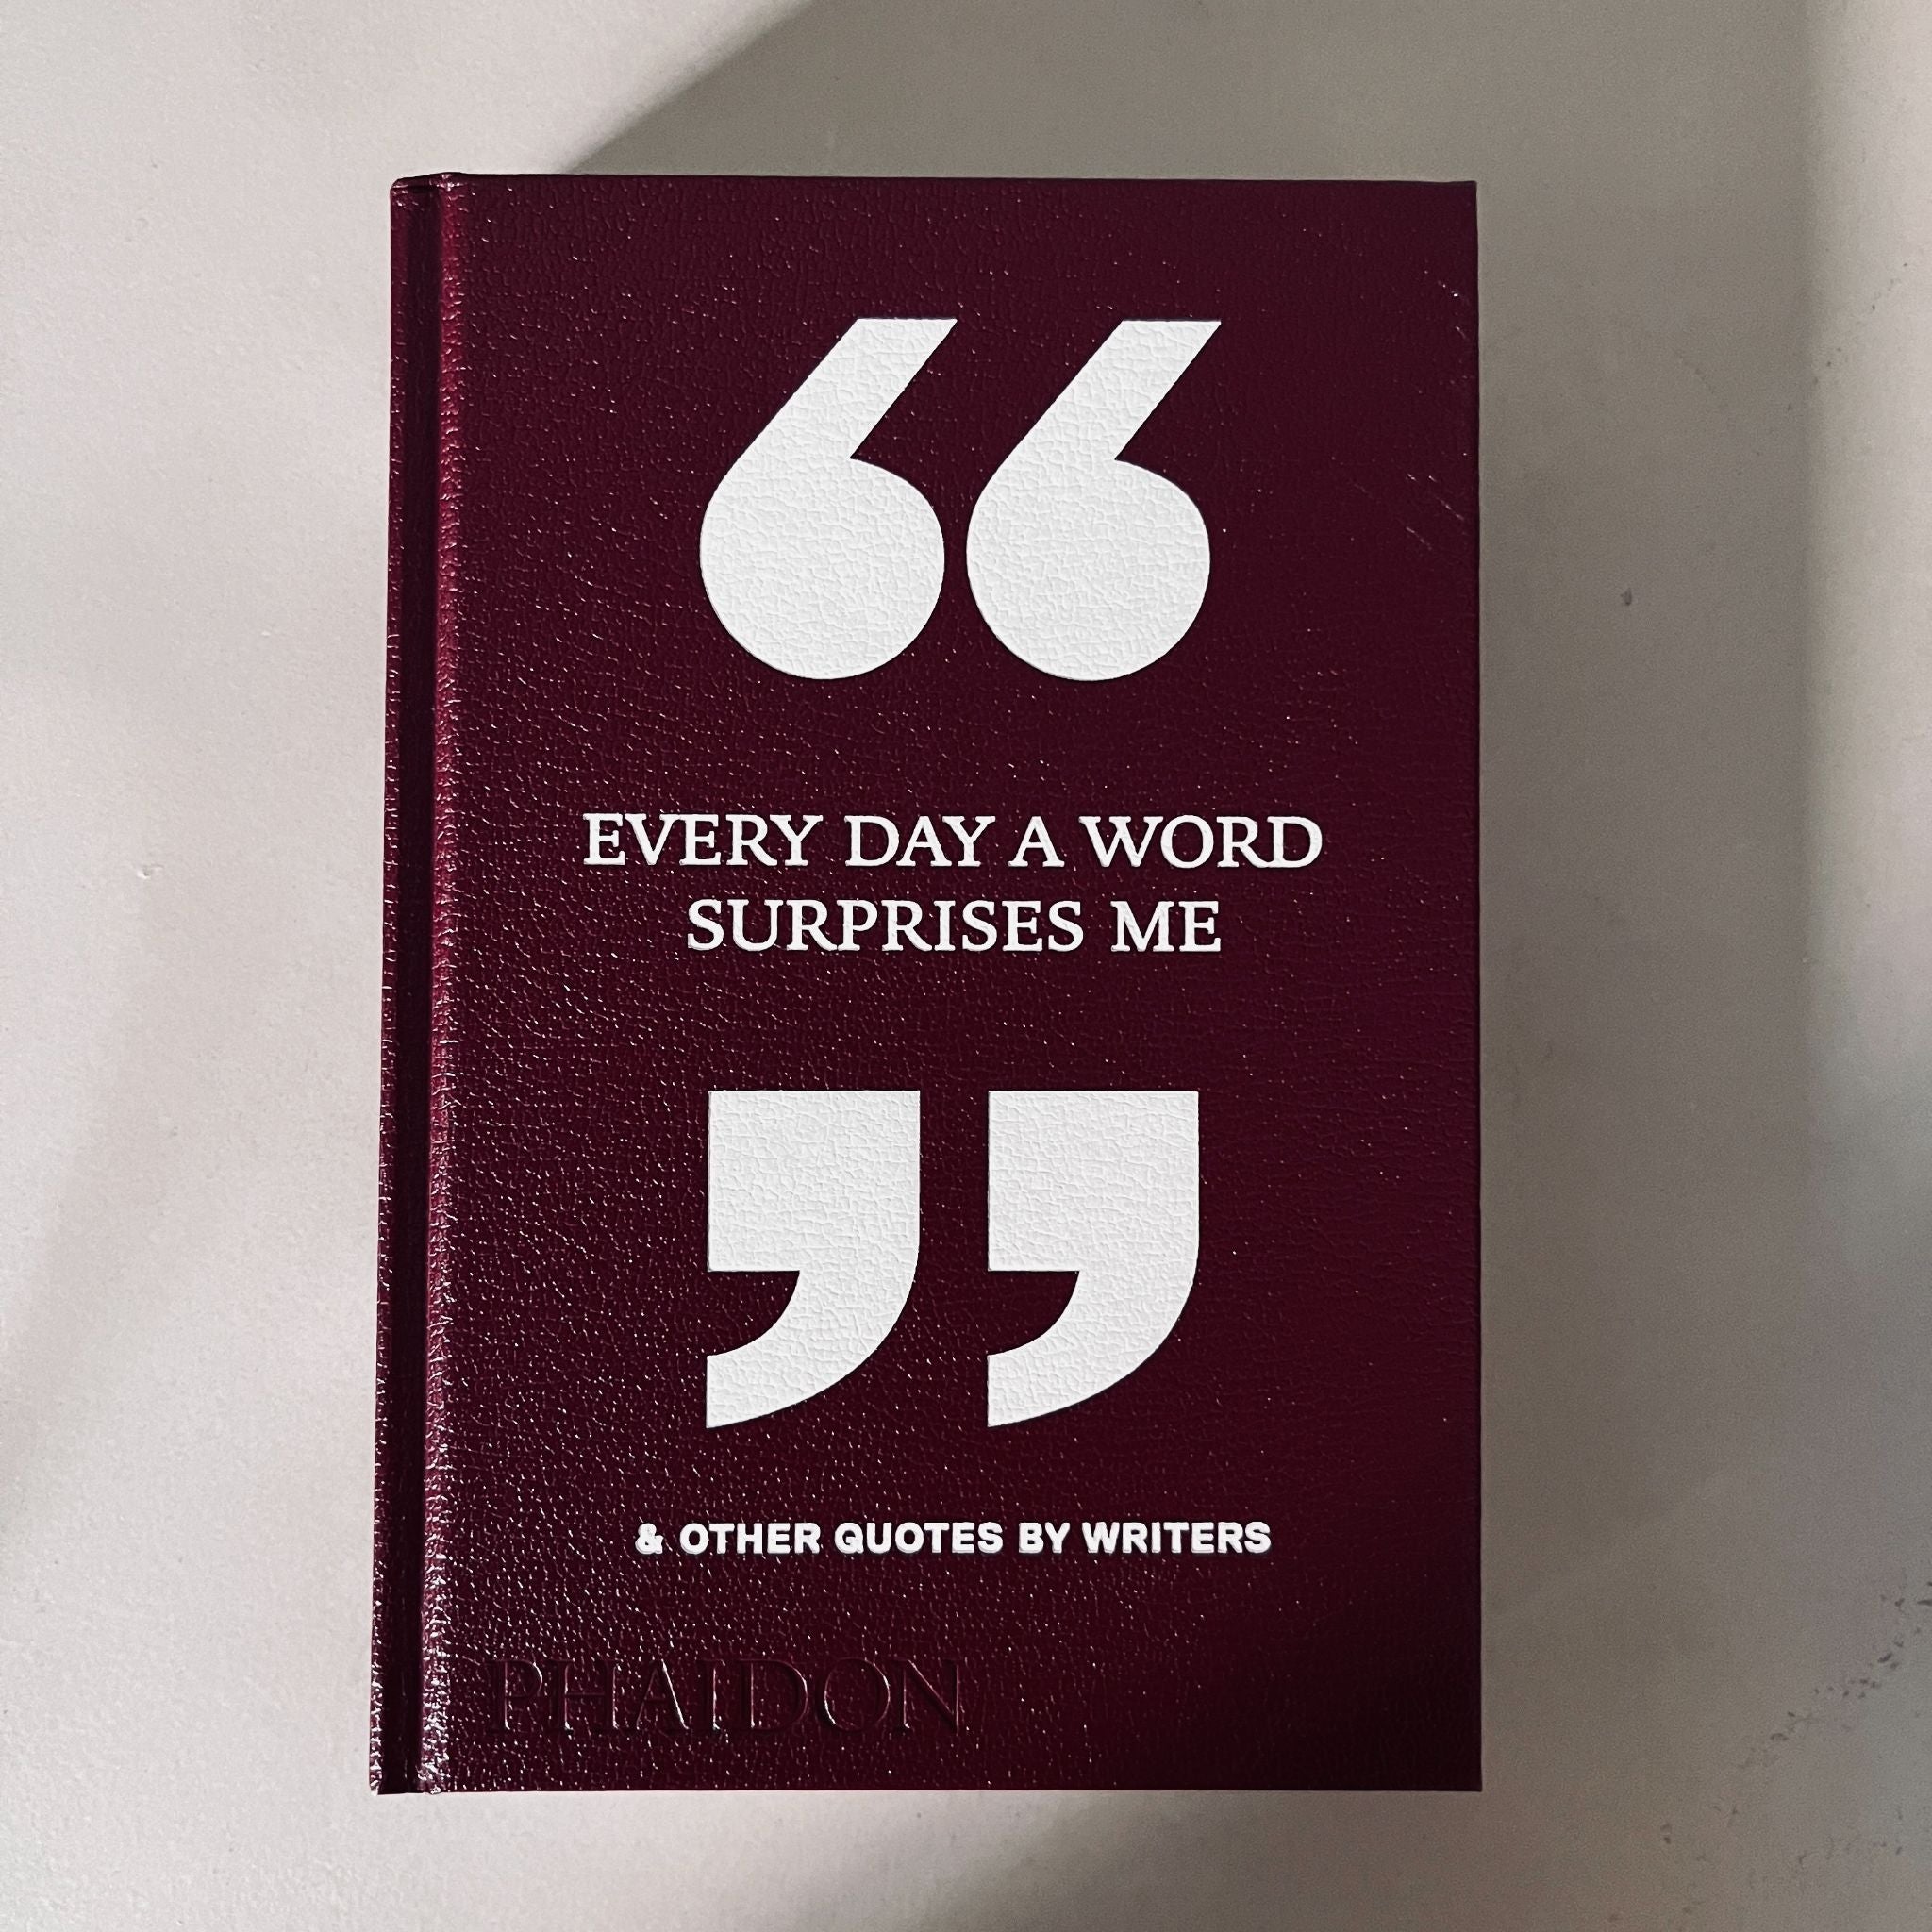 “
EVERY DAY A WORD
SURPRISES ME
”
& OTHER QUOTES BY WRITERS
PHAIDON